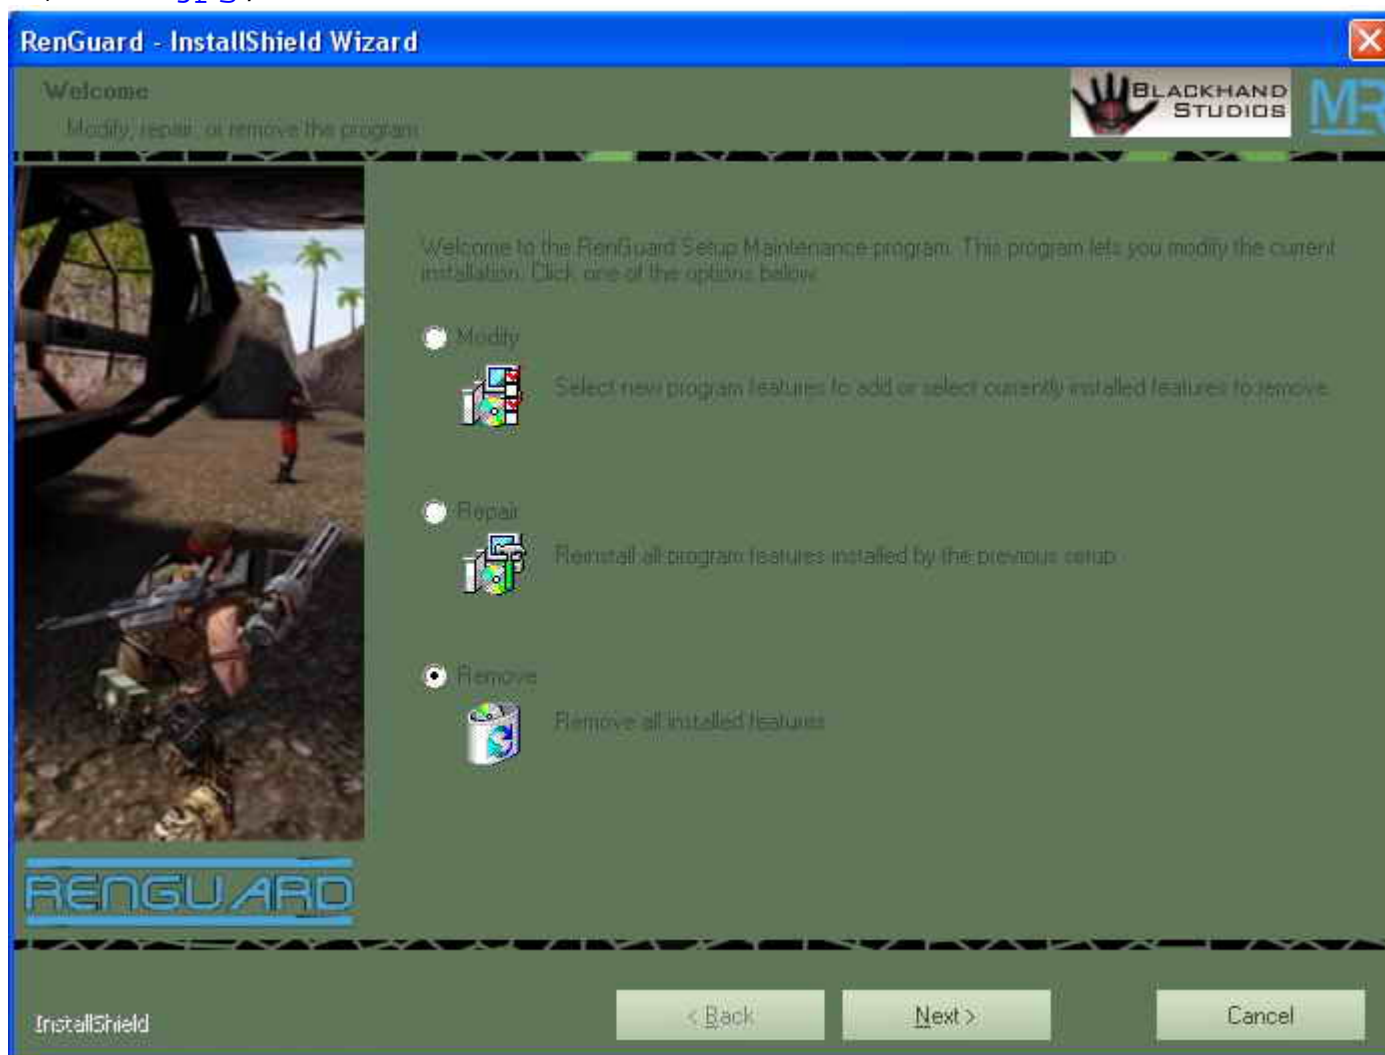 RenGuard - InstallShield Wizard
Welcome
Modify, repair, or remove the program.
BLACKHAND
STUDIOS
MR
Welcome to the RenGuard Setup Maintenance program. This program lets you modify the current
installation. Click one of the options below.
Modify
Select new program features to add or select currently installed features to remove.
Repair
Reinstall all program features installed by the previous setup.
Remove
Remove all installed features.
RENGUARD
InstallShield
< Back
Next >
Cancel